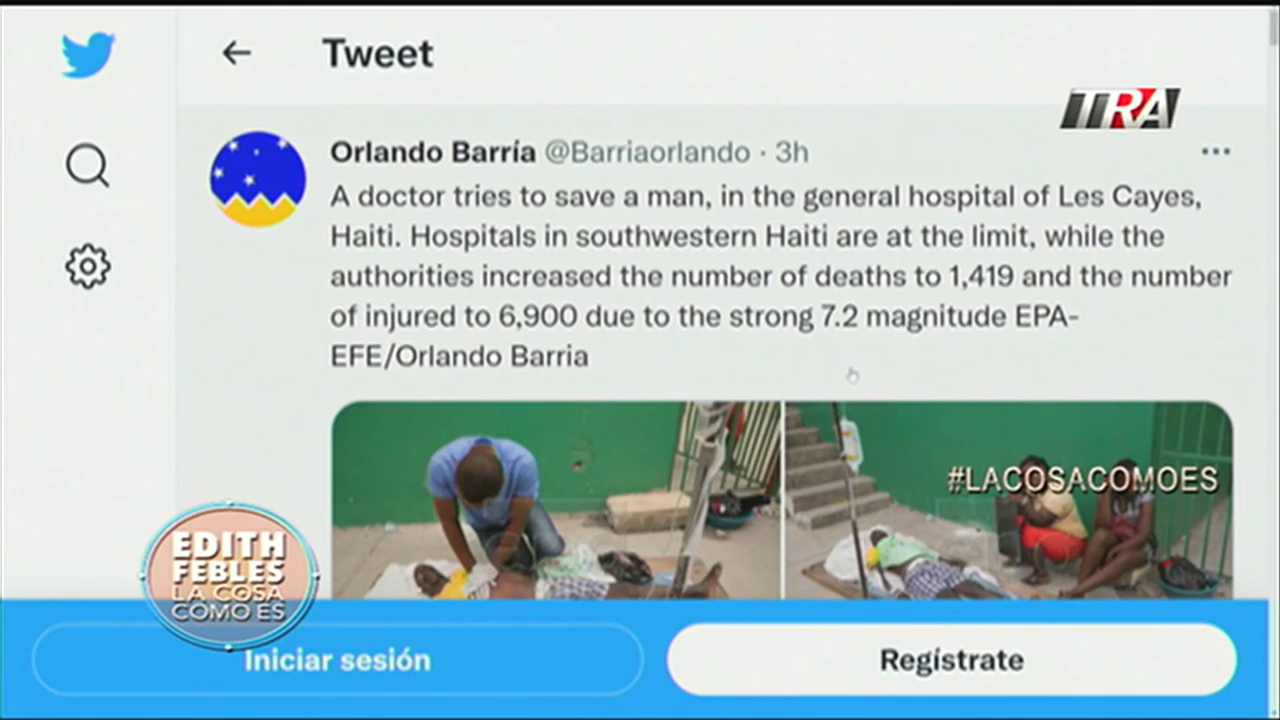 Tweet
TRA
Orlando Barría @Barriaorlando · 3h
A doctor tries to save a man, in the general hospital of Les Cayes,
Haiti. Hospitals in southwestern Haiti are at the limit, while the
authorities increased the number of deaths to 1,419 and the number
of injured to 6,900 due to the strong 7.2 magnitude EPA-
EFE/Orlando Barria
#LACOSACOMOES
EDITH
FEBLES
LA COSA
COMO ES
Iniciar sesión
Regístrate